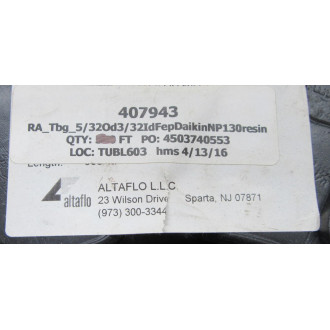 407943
RA_Tbg_5/32Od3/32IdFepDaikinNP130resin
QTY: FT PO: 4503740553
LOC: TUBL603 hms 4/13/16
Length:
altaflo
ALTAFLO L.L.C
23 Wilson Drive Sparta, NJ 07871
(973) 300-3344